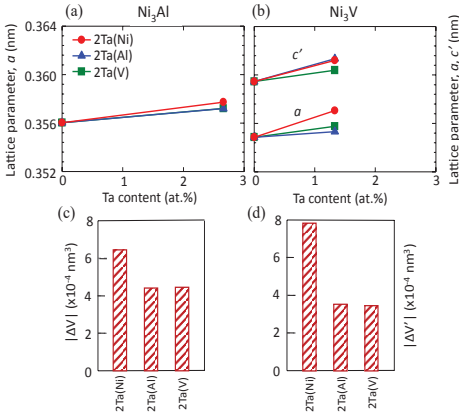 (a) Ni₃Al
(b) Ni₃V
Lattice parameter, a (nm)
0.364
0.360
0.356
0.352
2Ta(Ni)
2Ta(Al)
2Ta(V)
0 1 2 3
Ta content (at.%)
c′
a
0 1 2 3
Ta content (at.%)
Lattice parameter, a, c′ (nm)
(c)
|ΔV| (x10⁻⁴ nm³)
8
6
4
2
0
2Ta(Ni)
2Ta(Al)
2Ta(V)
(d)
8
6
4
2
0
2Ta(Ni)
2Ta(Al)
2Ta(V)
|ΔV′| (x10⁻⁴ nm³)